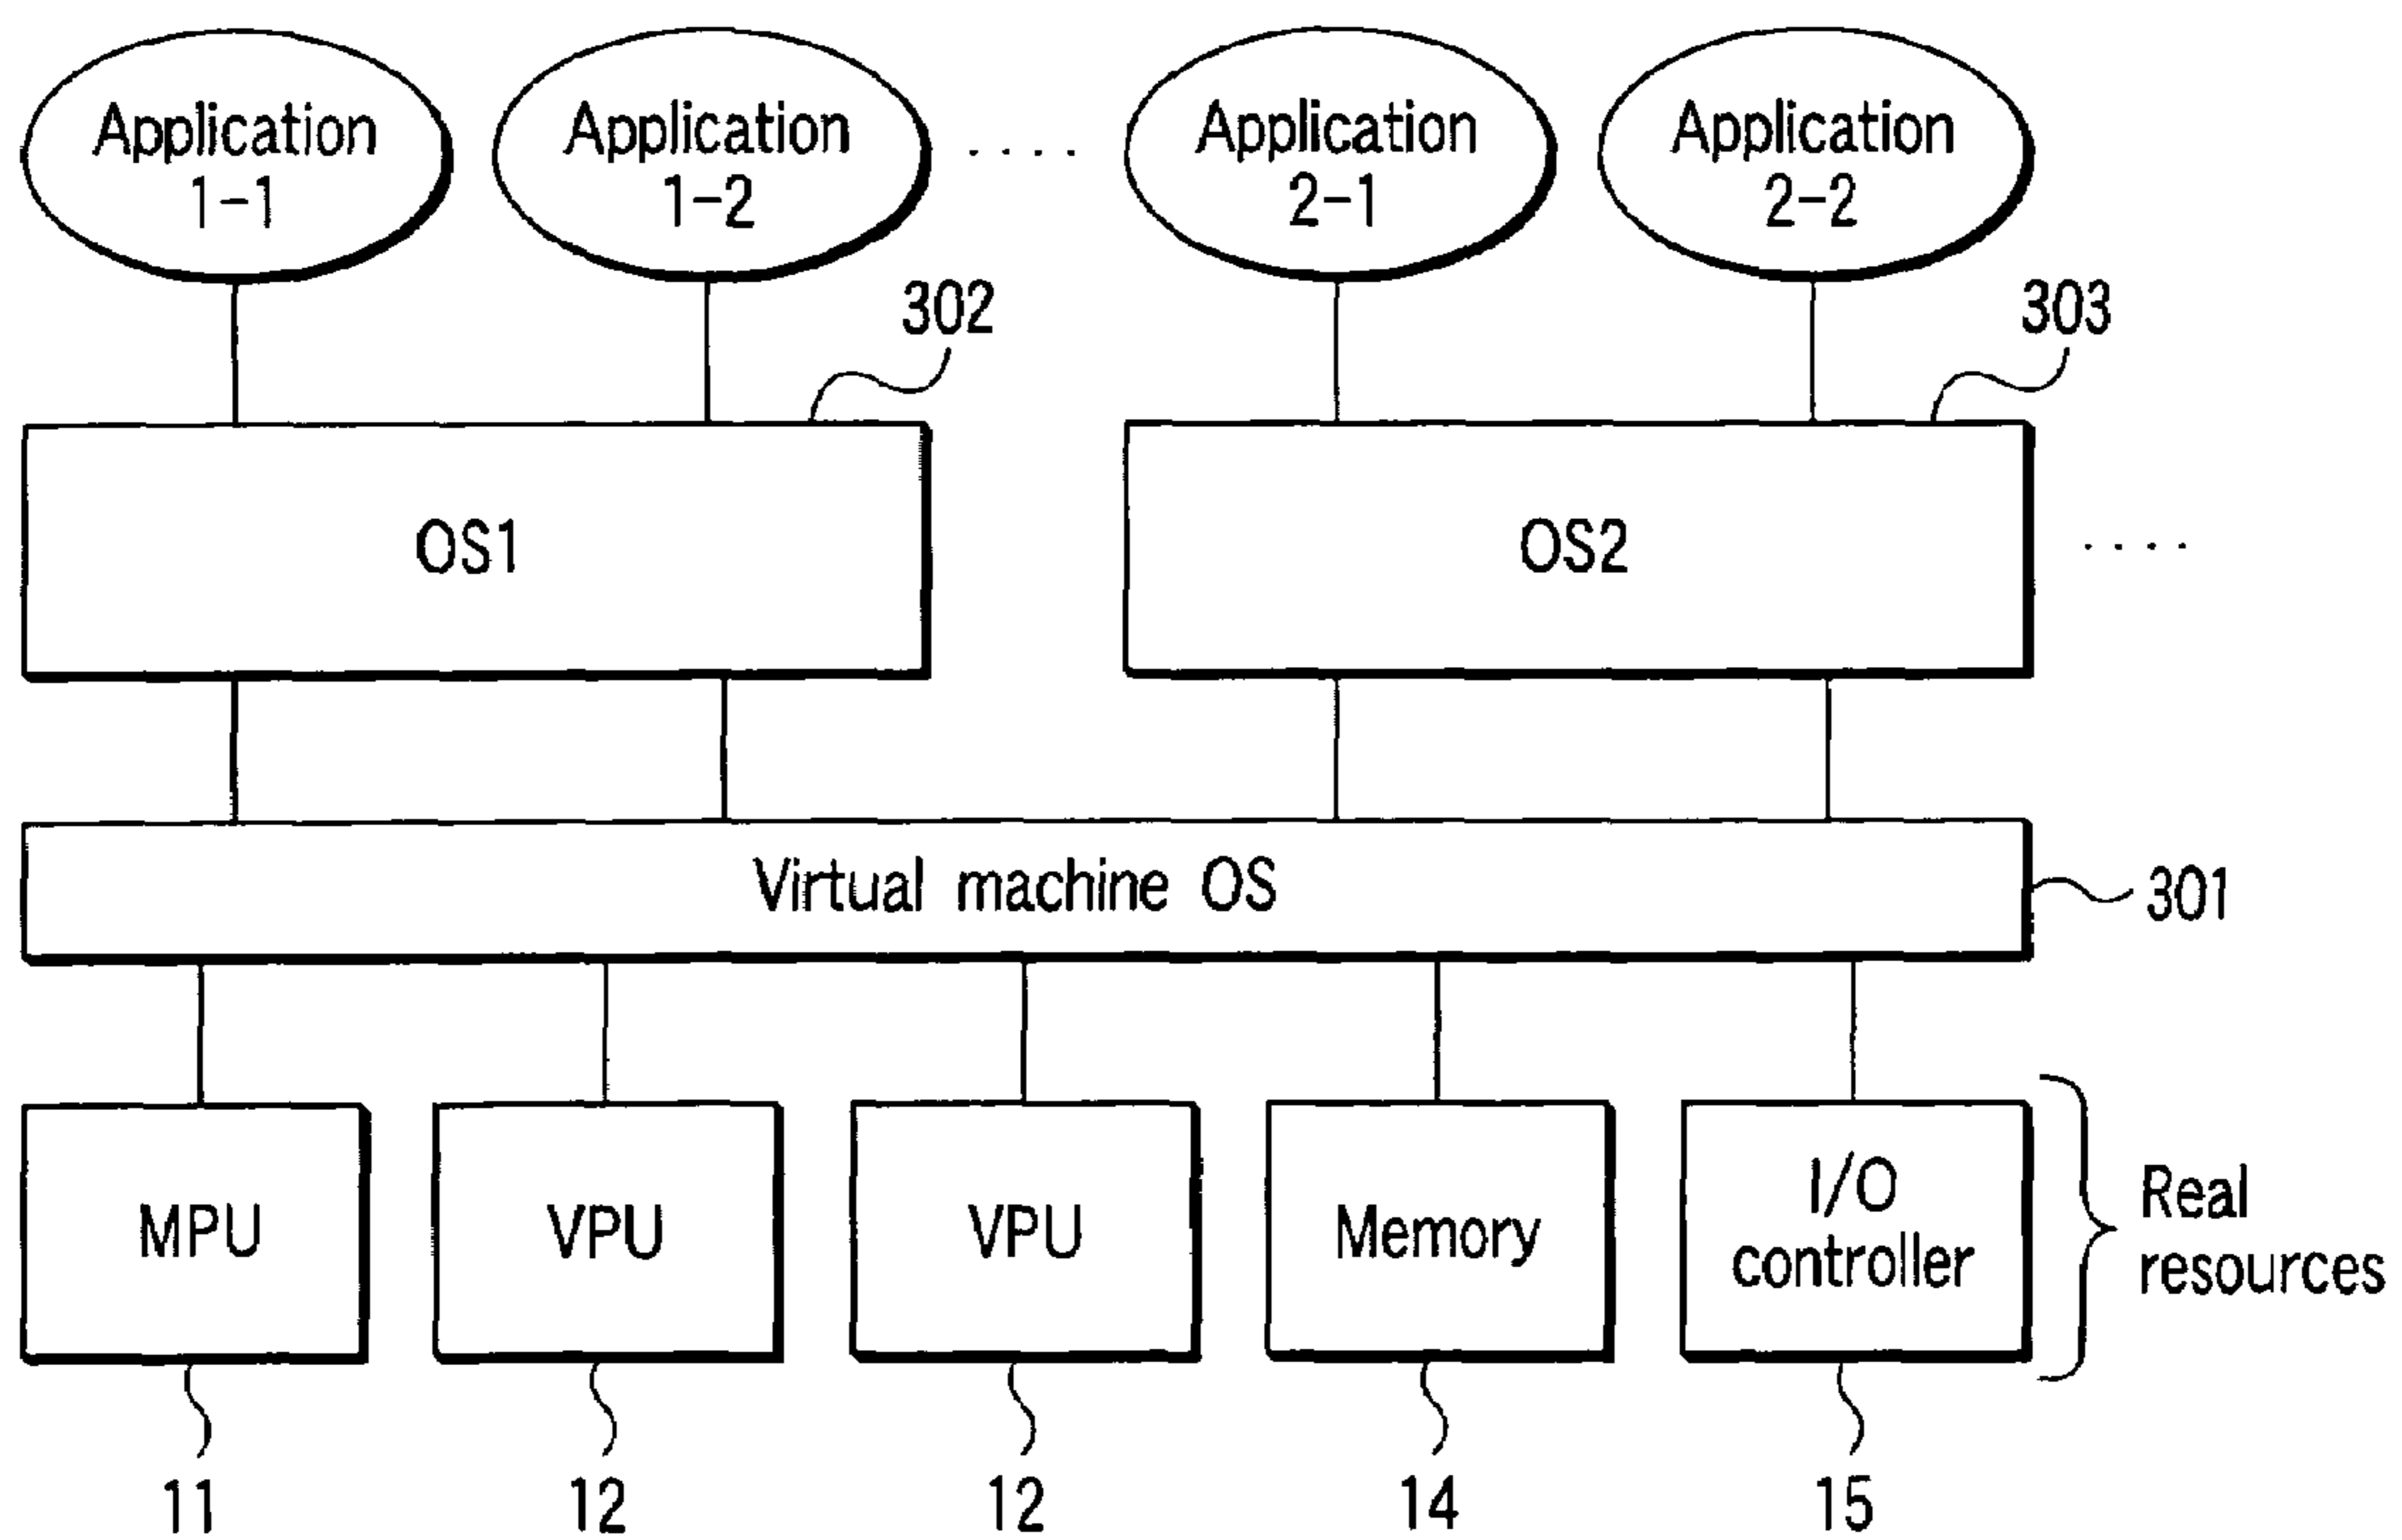 Application
1-1
Application
1-2
....
Application
2-1
Application
2-2
302
303
OS1
OS2
....
Virtual machine OS
301
MPU
VPU
VPU
Memory
I/O
controller
Real
resources
11
12
12
14
15